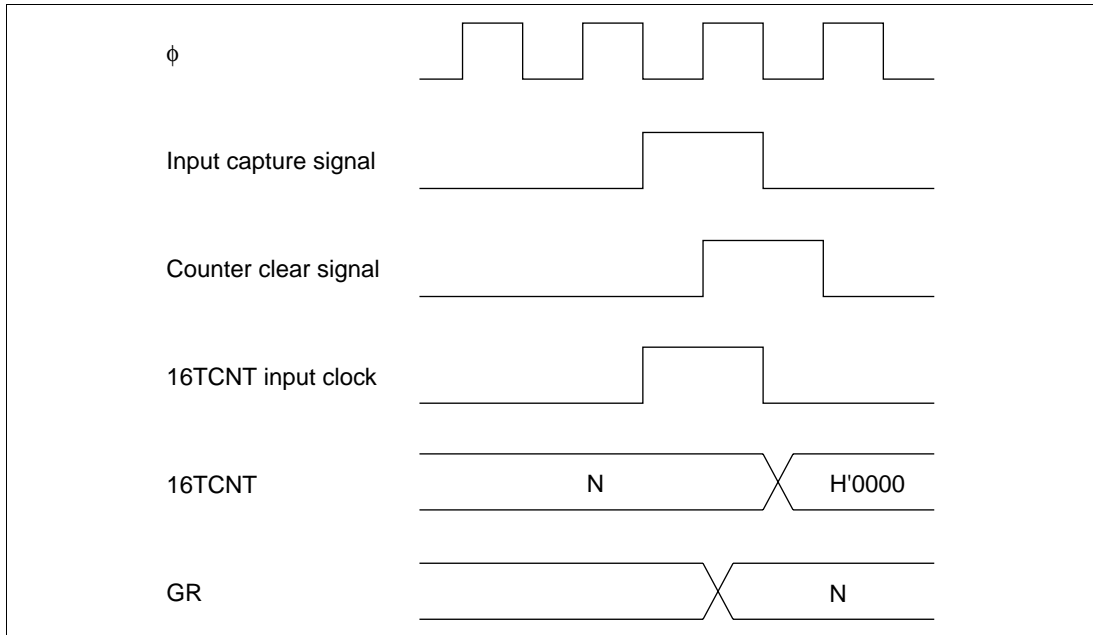 ϕ
Input capture signal
Counter clear signal
16TCNT input clock
16TCNT
N
H'0000
GR
N